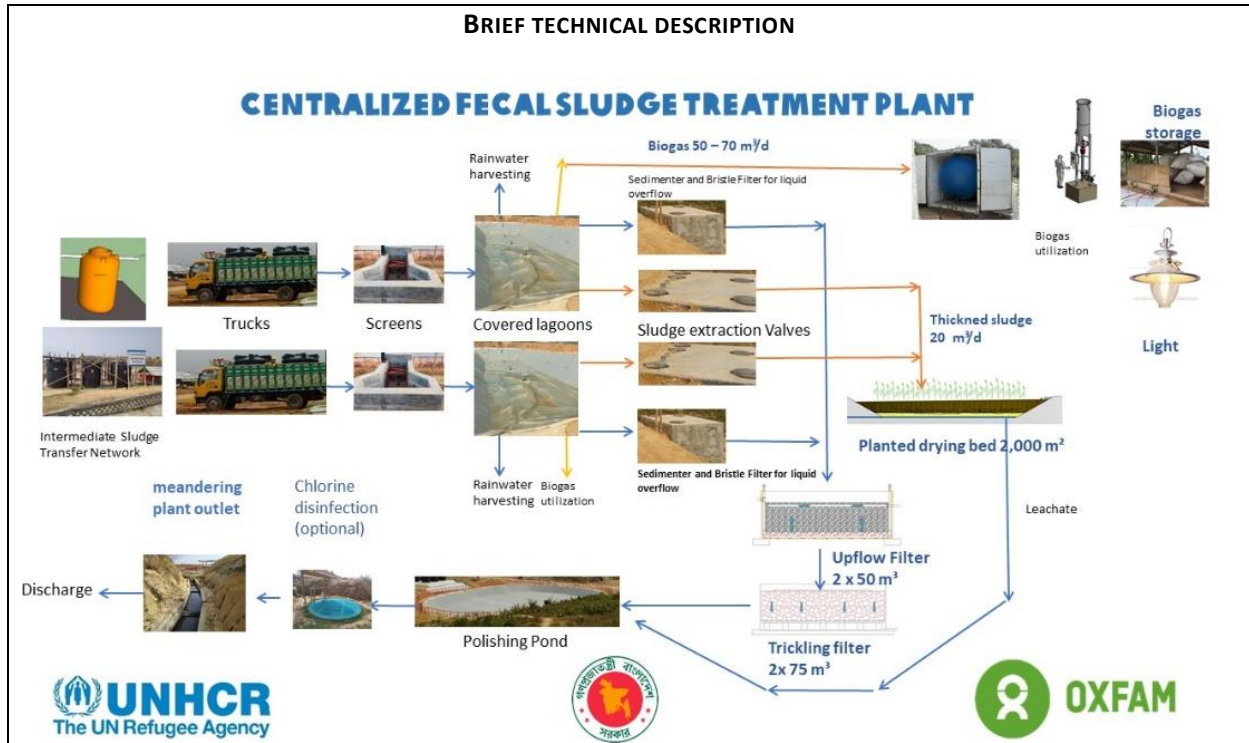 BRIEF TECHNICAL DESCRIPTION
CENTRALIZED FECAL SLUDGE TREATMENT PLANT
Biogas 50 – 70 m³/d
Biogas
storage
Rainwater
harvesting
Sedimenter and Bristle Filter for liquid
overflow
Biogas
utilization
Trucks
Screens
Covered lagoons
Sludge extraction Valves
Thickned sludge
20 m³/d
Light
Intermediate Sludge
Transfer Network
Planted drying bed 2,000 m²
Rainwater
harvesting
Biogas
utilization
Sedimenter and Bristle Filter for liquid
overflow
meandering
plant outlet
Chlorine
disinfection
(optional)
Leachate
Upflow Filter
2 x 50 m³
Discharge
Polishing Pond
Trickling filter
2x 75 m³
UNHCR
The UN Refugee Agency
গণপ্রজাতন্ত্রী বাংলাদেশ
সরকার
OXFAM